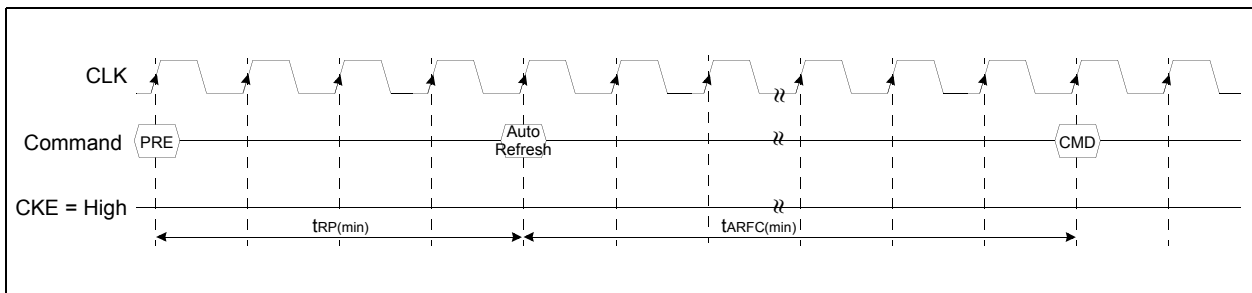 CLK
Command
PRE
Auto
Refresh
CMD
CKE = High
tRP(min)
tARFC(min)